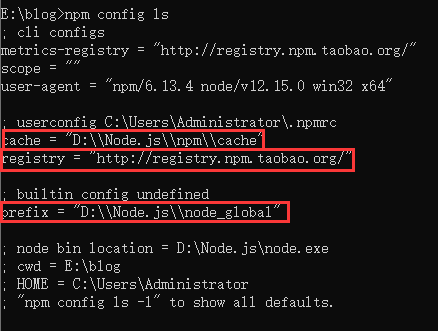 E:\blog>npm config ls
; cli configs
metrics-registry = "http://registry.npm.taobao.org/"
scope = ""
user-agent = "npm/6.13.4 node/v12.15.0 win32 x64"
; userconfig C:\Users\Administrator\.npmrc
cache = "D:\\Node.js\\npm\\cache"
registry = "http://registry.npm.taobao.org/"
; builtin config undefined
prefix = "D:\\Node.js\\node_global"
; node bin location = D:\Node.js\node.exe
; cwd = E:\blog
; HOME = C:\Users\Administrator
; "npm config ls -l" to show all defaults.